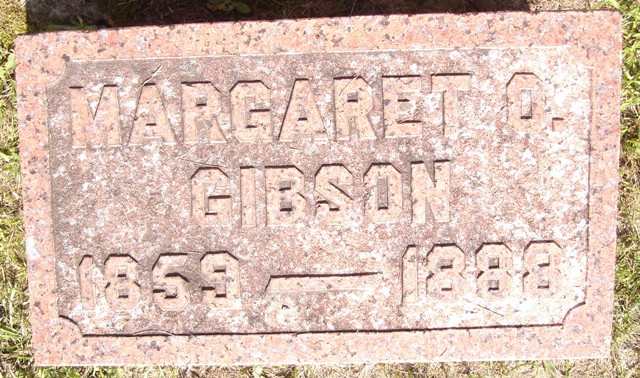 MARGARET O.
GIBSON
1859 — 1888